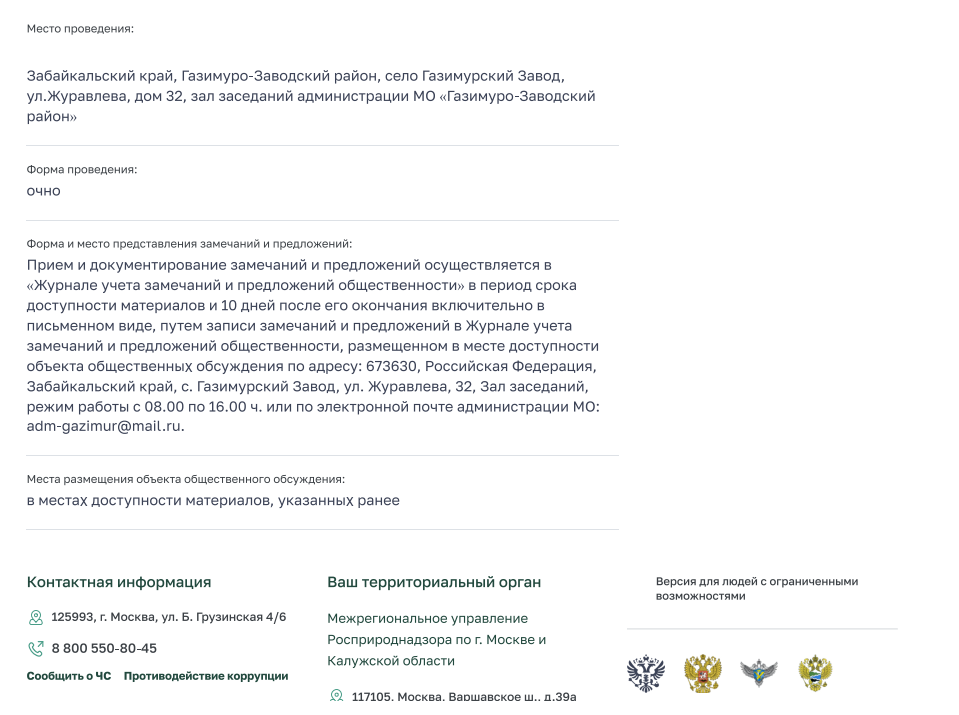 Место проведения:
Забайкальский край, Газимуро-Заводский район, село Газимурский Завод,
ул.Журавлева, дом 32, зал заседаний администрации МО «Газимуро-Заводский
район»
Форма проведения:
очно
Форма и место представления замечаний и предложений:
Прием и документирование замечаний и предложений осуществляется в
«Журнале учета замечаний и предложений общественности» в период срока
доступности материалов и 10 дней после его окончания включительно в
письменном виде, путем записи замечаний и предложений в Журнале учета
замечаний и предложений общественности, размещенном в месте доступности
объекта общественных обсуждения по адресу: 673630, Российская Федерация,
Забайкальский край, с. Газимурский Завод, ул. Журавлева, 32, Зал заседаний,
режим работы с 08.00 по 16.00 ч. или по электронной почте администрации МО:
adm-gazimur@mail.ru.
Места размещения объекта общественного обсуждения:
в местах доступности материалов, указанных ранее
Контактная информация
125993, г. Москва, ул. Б. Грузинская 4/6
8 800 550-80-45
Сообщить о ЧС Противодействие коррупции
Ваш территориальный орган
Межрегиональное управление
Росприроднадзора по г. Москве и
Калужской области
117105, Москва, Варшавское ш., д.39а
Версия для людей с ограниченными
возможностями